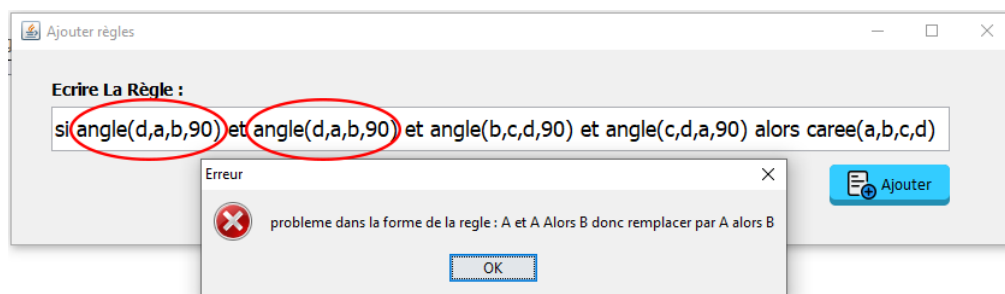 Ajouter règles
Ecrire La Règle :
si angle(d,a,b,90) et angle(d,a,b,90) et angle(b,c,d,90) et angle(c,d,a,90) alors caree(a,b,c,d)
Erreur
Ajouter
probleme dans la forme de la regle : A et A Alors B donc remplacer par A alors B
OK